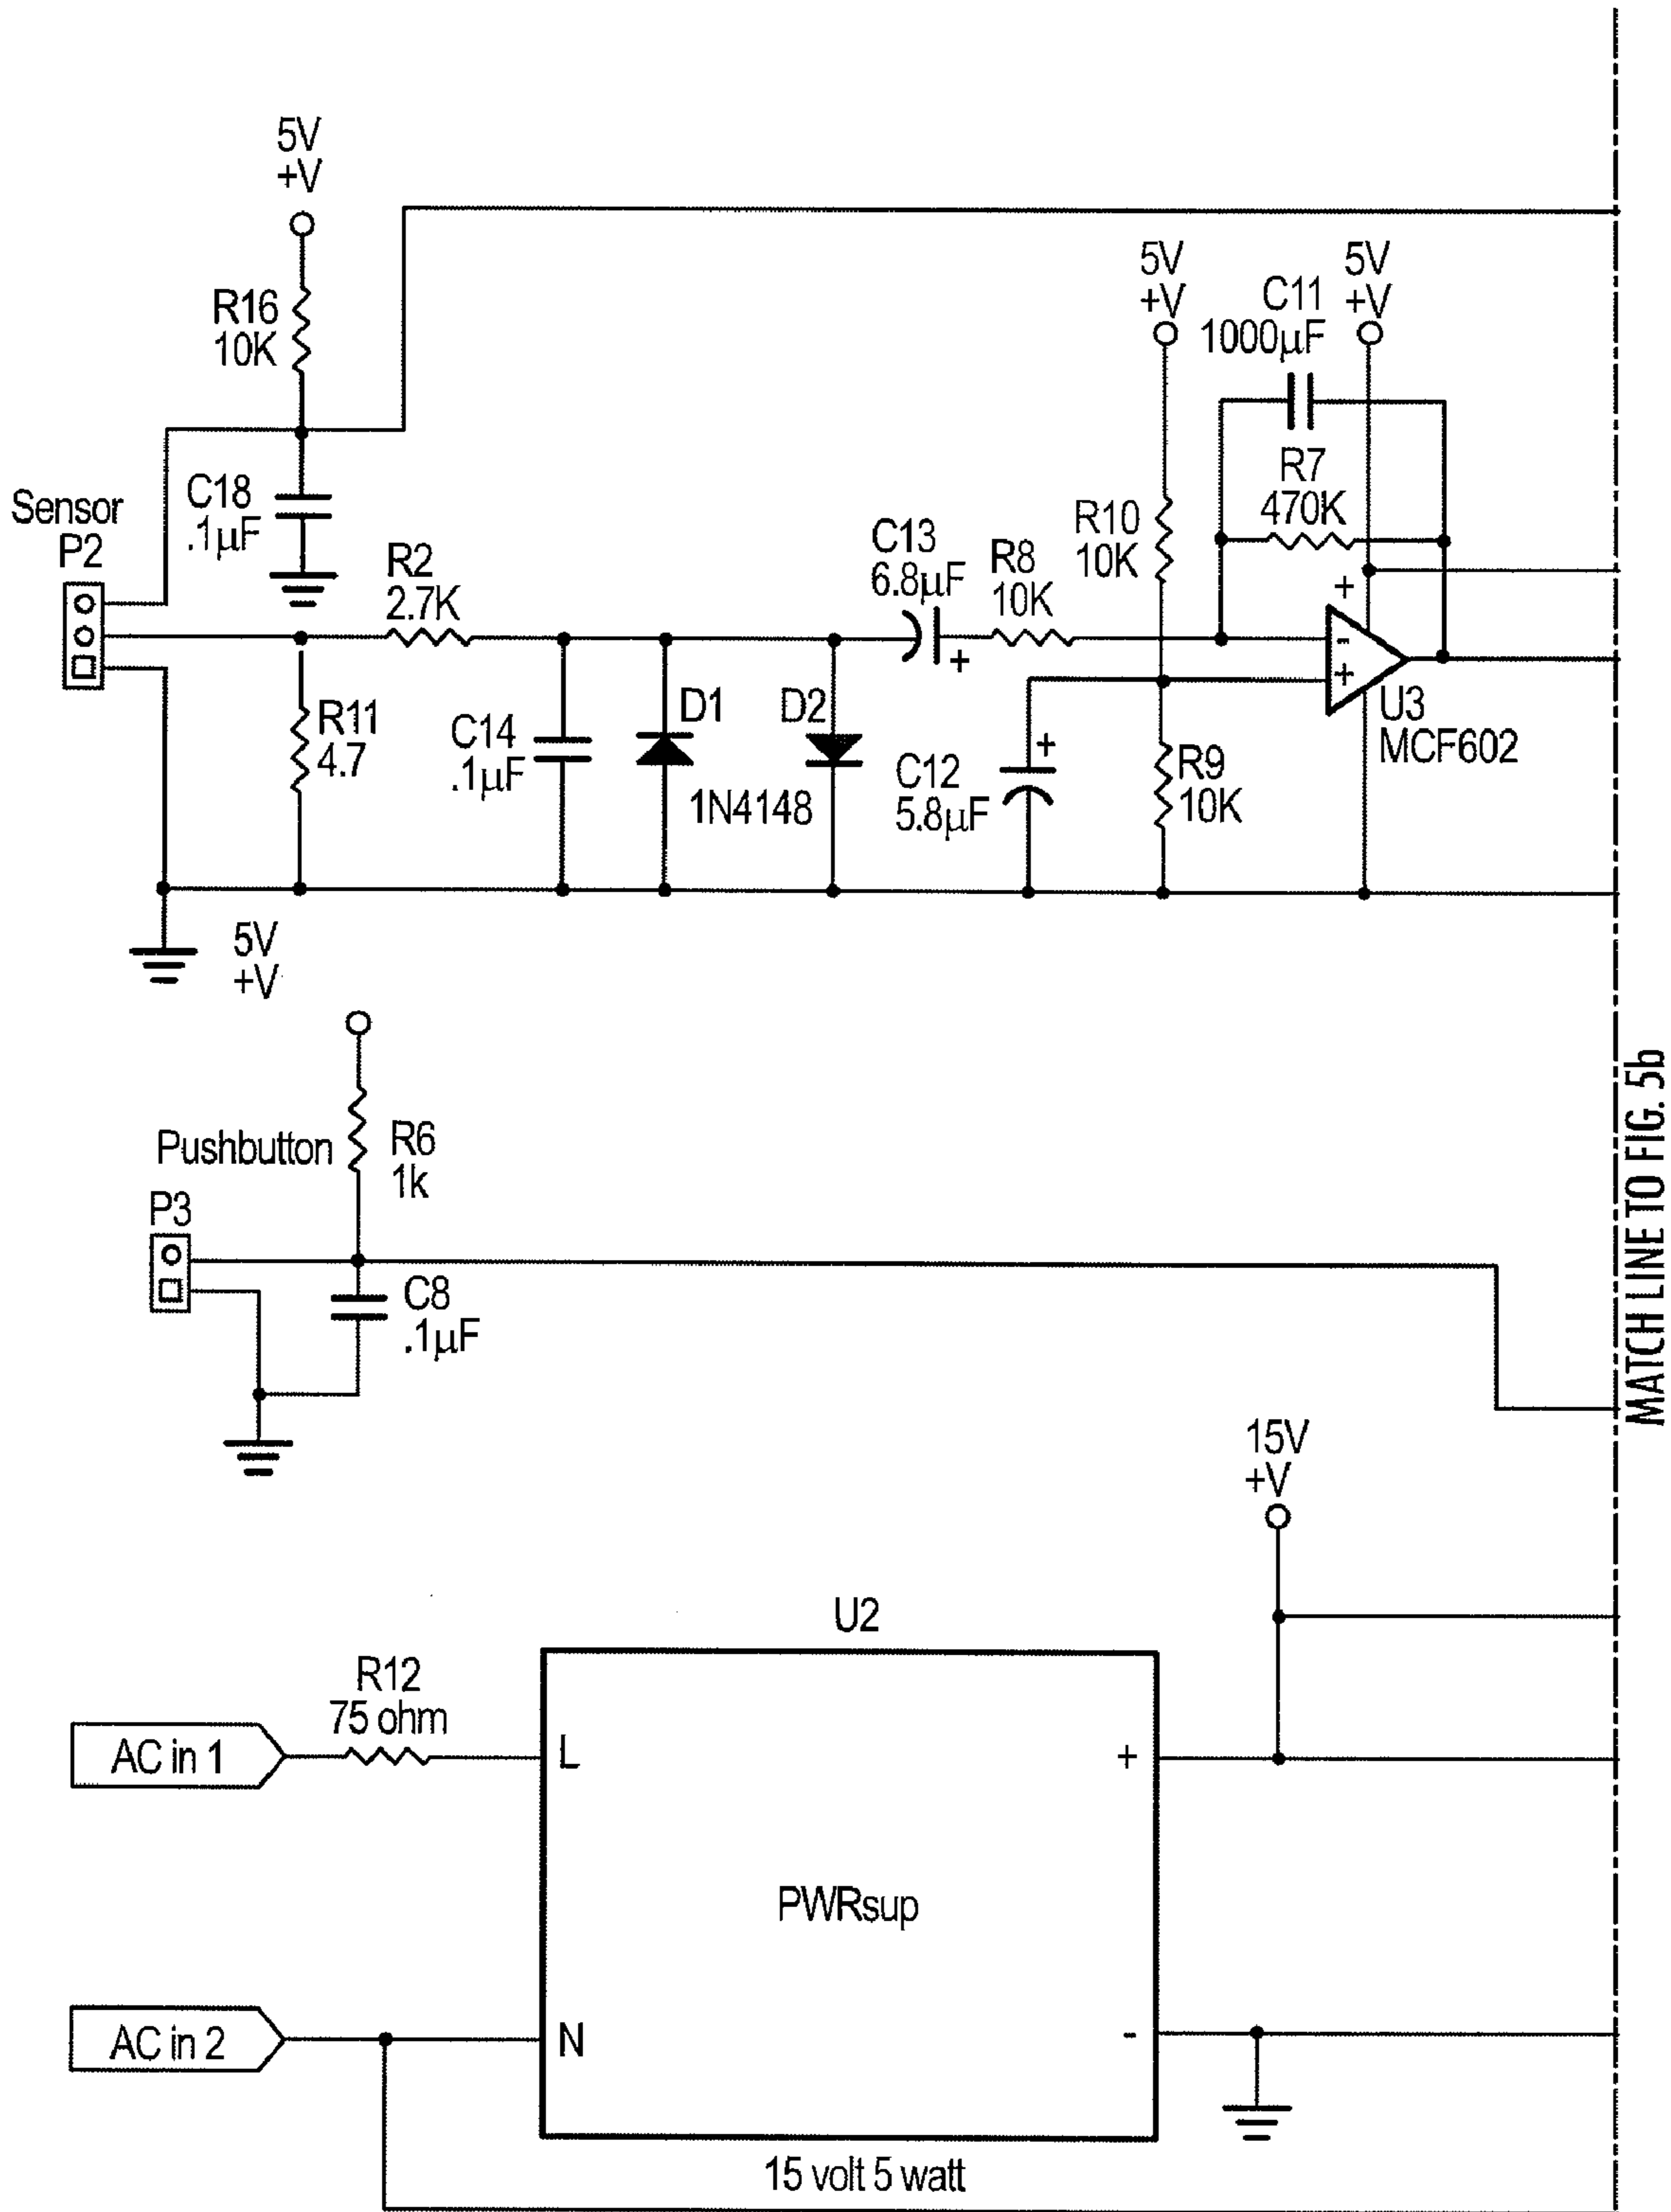 5V
+V
R16
10K
5V
+V
C11
1000µF
5V
+V
Sensor
P2
C18
.1µF
R2
2.7K
C13
6.8µF
R8
10K
R10
10K
R7
470K
+
+
-
+
U3
MCF602
R11
4.7
C14
.1µF
D1
D2
1N4148
+
C12
5.8µF
R9
10K
5V
+V
Pushbutton
P3
R6
1k
C8
.1µF
MATCH LINE TO FIG. 5b
15V
+V
U2
R12
75 ohm
AC in 1
L
+
PWRsup
AC in 2
N
-
15 volt 5 watt